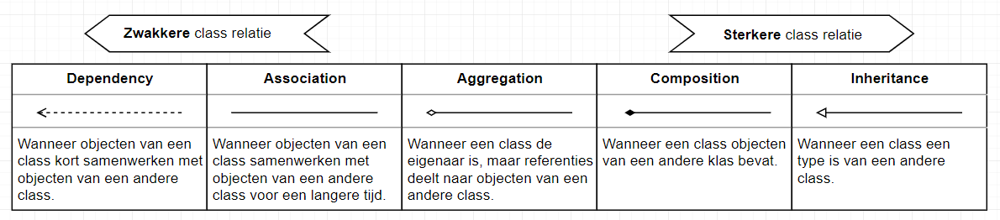 Zwakkere class relatie
Sterkere class relatie
Dependency
Association
Aggregation
Composition
Inheritance
Wanneer objecten van een
class kort samenwerken met
objecten van een andere
class.
Wanneer objecten van een
class samenwerken met
objecten van een andere
class voor een langere tijd.
Wanneer een class de
eigenaar is, maar referenties
deelt naar objecten van een
andere class.
Wanneer een class objecten
van een andere klas bevat.
Wanneer een class een
type is van een andere
class.